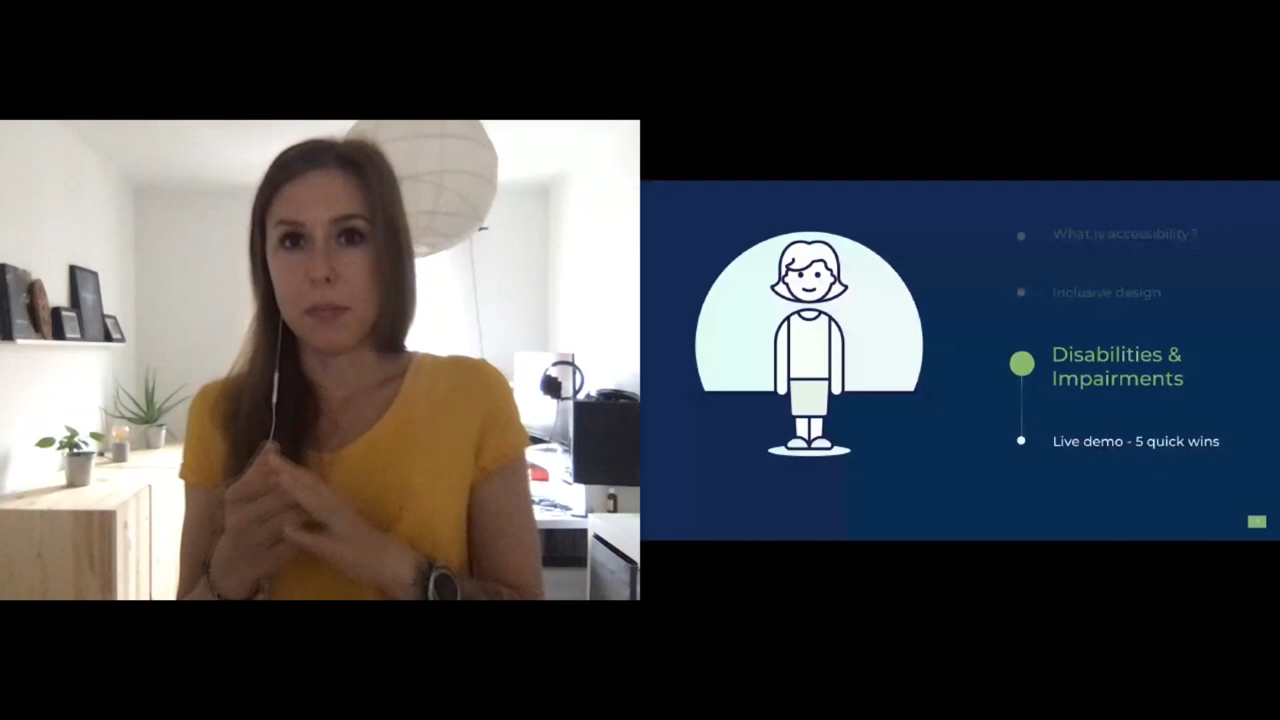 What is accessibility?
Inclusive design
Disabilities &
Impairments
Live demo - 5 quick wins